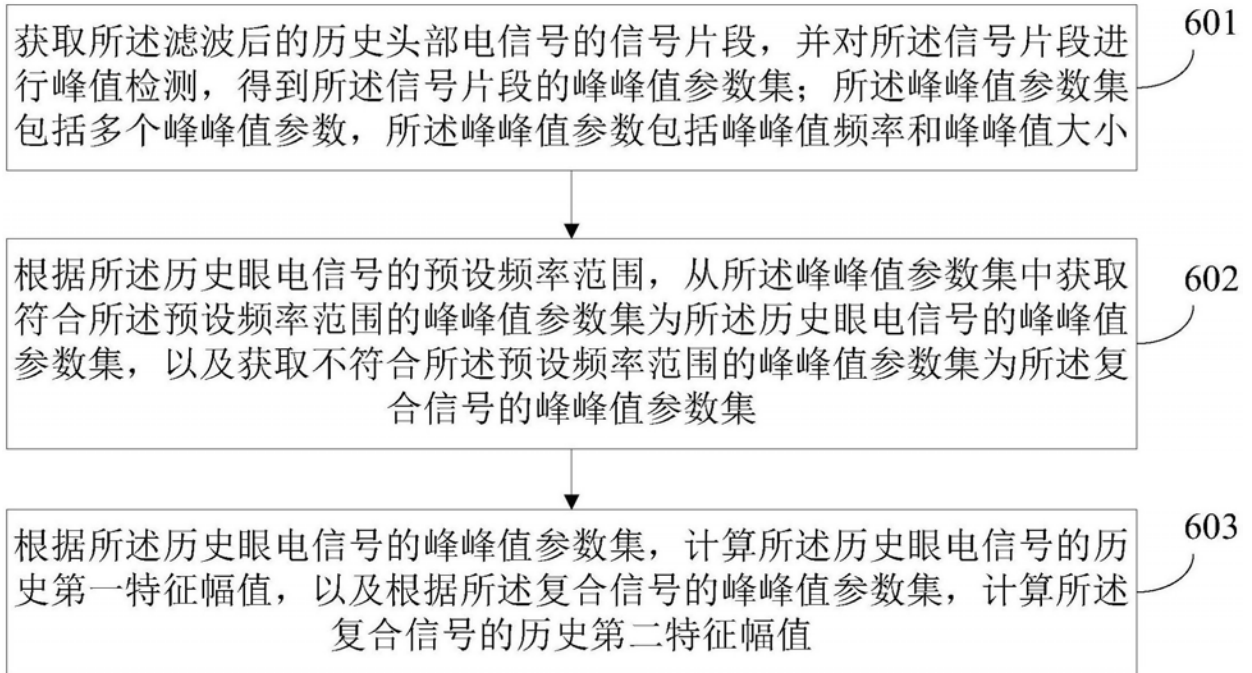 获取所述滤波后的历史头部电信号的信号片段，并对所述信号片段进
行峰值检测，得到所述信号片段的峰峰值参数集；所述峰峰值参数集
包括多个峰峰值参数，所述峰峰值参数包括峰峰值频率和峰峰值大小
601
根据所述历史眼电信号的预设频率范围，从所述峰峰值参数集中获取
符合所述预设频率范围的峰峰值参数集为所述历史眼电信号的峰峰值
参数集，以及获取不符合所述预设频率范围的峰峰值参数集为所述复
合信号的峰峰值参数集
602
根据所述历史眼电信号的峰峰值参数集，计算所述历史眼电信号的历
史第一特征幅值，以及根据所述复合信号的峰峰值参数集，计算所述
复合信号的历史第二特征幅值
603